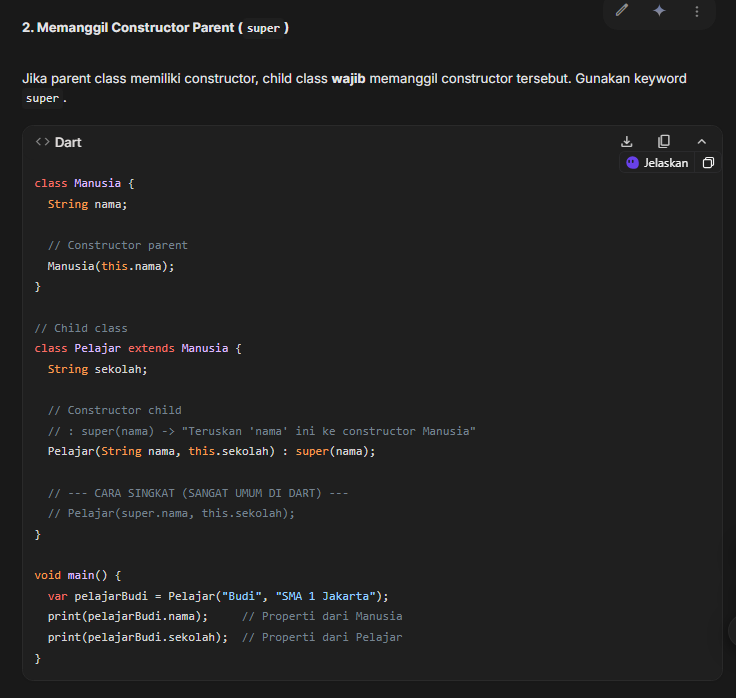 2. Memanggil Constructor Parent ( super )
Jika parent class memiliki constructor, child class wajib memanggil constructor tersebut. Gunakan keyword
super .
<> Dart
Jelaskan
class Manusia {
  String nama;

  // Constructor parent
  Manusia(this.nama);
}

// Child class
class Pelajar extends Manusia {
  String sekolah;

  // Constructor child
  // : super(nama) -> "Teruskan 'nama' ini ke constructor Manusia"
  Pelajar(String nama, this.sekolah) : super(nama);

  // --- CARA SINGKAT (SANGAT UMUM DI DART) ---
  // Pelajar(super.nama, this.sekolah);
}

void main() {
  var pelajarBudi = Pelajar("Budi", "SMA 1 Jakarta");
  print(pelajarBudi.nama);     // Properti dari Manusia
  print(pelajarBudi.sekolah);  // Properti dari Pelajar
}